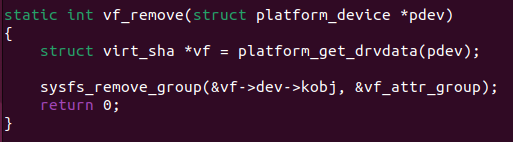 static int vf_remove(struct platform_device *pdev)
{
    struct virt_sha *vf = platform_get_drvdata(pdev);

    sysfs_remove_group(&vf->dev->kobj, &vf_attr_group);
    return 0;
}